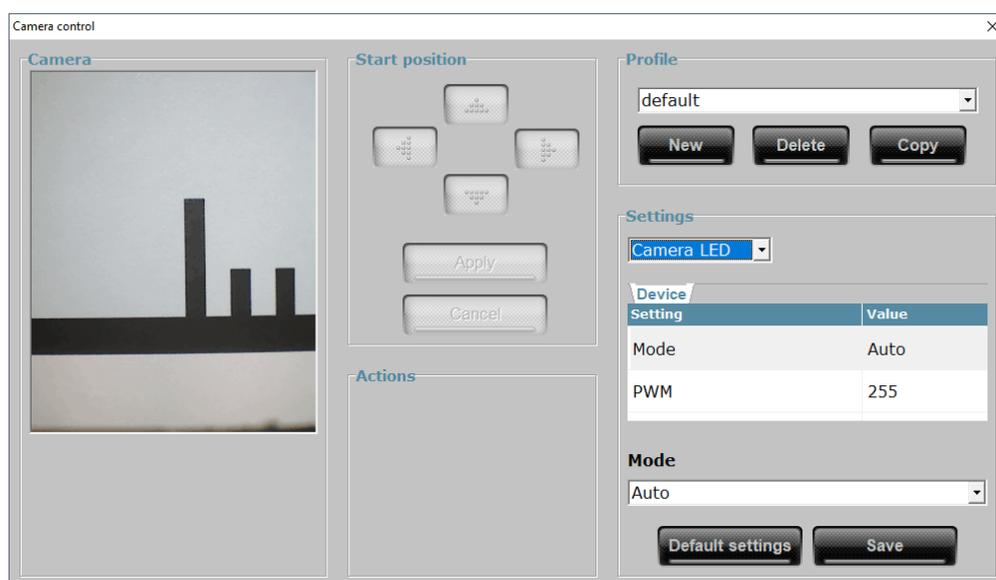 Camera control
Camera
Start position
Apply
Cancel
Actions
Profile
default
New Delete Copy
Settings
Camera LED
Device
Setting Value
Mode Auto
PWM 255
Mode
Auto
Default settings Save